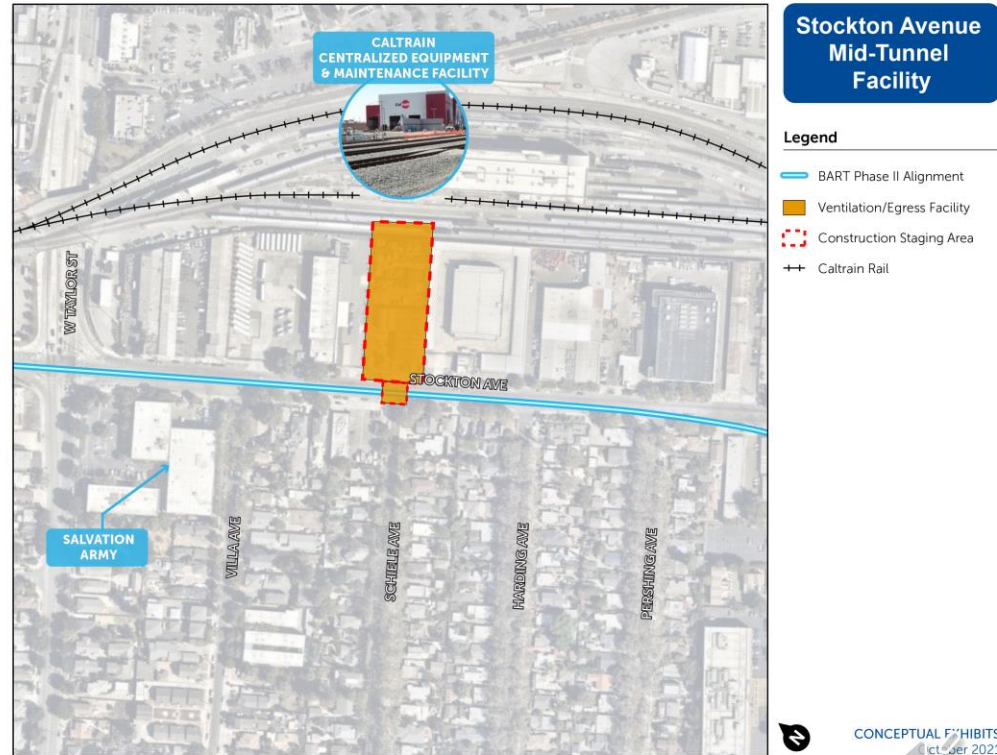 Stockton Avenue
Mid-Tunnel
Facility
Legend
BART Phase II Alignment
Ventilation/Egress Facility
Construction Staging Area
Caltrain Rail
CALTRAIN
CENTRALIZED EQUIPMENT
& MAINTENANCE FACILITY
W TAYLOR ST
STOCKTON AVE
SALVATION
ARMY
VILLA AVE
SCHIELE AVE
HARDING AVE
PERSHING AVE
N
CONCEPTUAL EXHIBITS